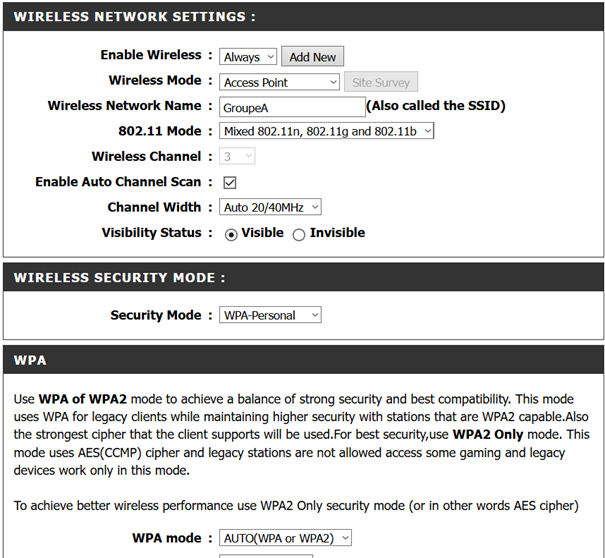 WIRELESS NETWORK SETTINGS :
Enable Wireless : Always Add New
Wireless Mode : Access Point Site Survey
Wireless Network Name : GroupeA (Also called the SSID)
802.11 Mode : Mixed 802.11n, 802.11g and 802.11b
Wireless Channel : 3
Enable Auto Channel Scan :
Channel Width : Auto 20/40MHz
Visibility Status : Visible Invisible
WIRELESS SECURITY MODE :
Security Mode : WPA-Personal
WPA
Use WPA of WPA2 mode to achieve a balance of strong security and best compatibility. This mode
uses WPA for legacy clients while maintaining higher security with stations that are WPA2 capable.Also
the strongest cipher that the client supports will be used.For best security,use WPA2 Only mode. This
mode uses AES(CCMP) cipher and legacy stations are not allowed access some gaming and legacy
devices work only in this mode.
To achieve better wireless performance use WPA2 Only security mode (or in other words AES cipher)
WPA mode : AUTO(WPA or WPA2)